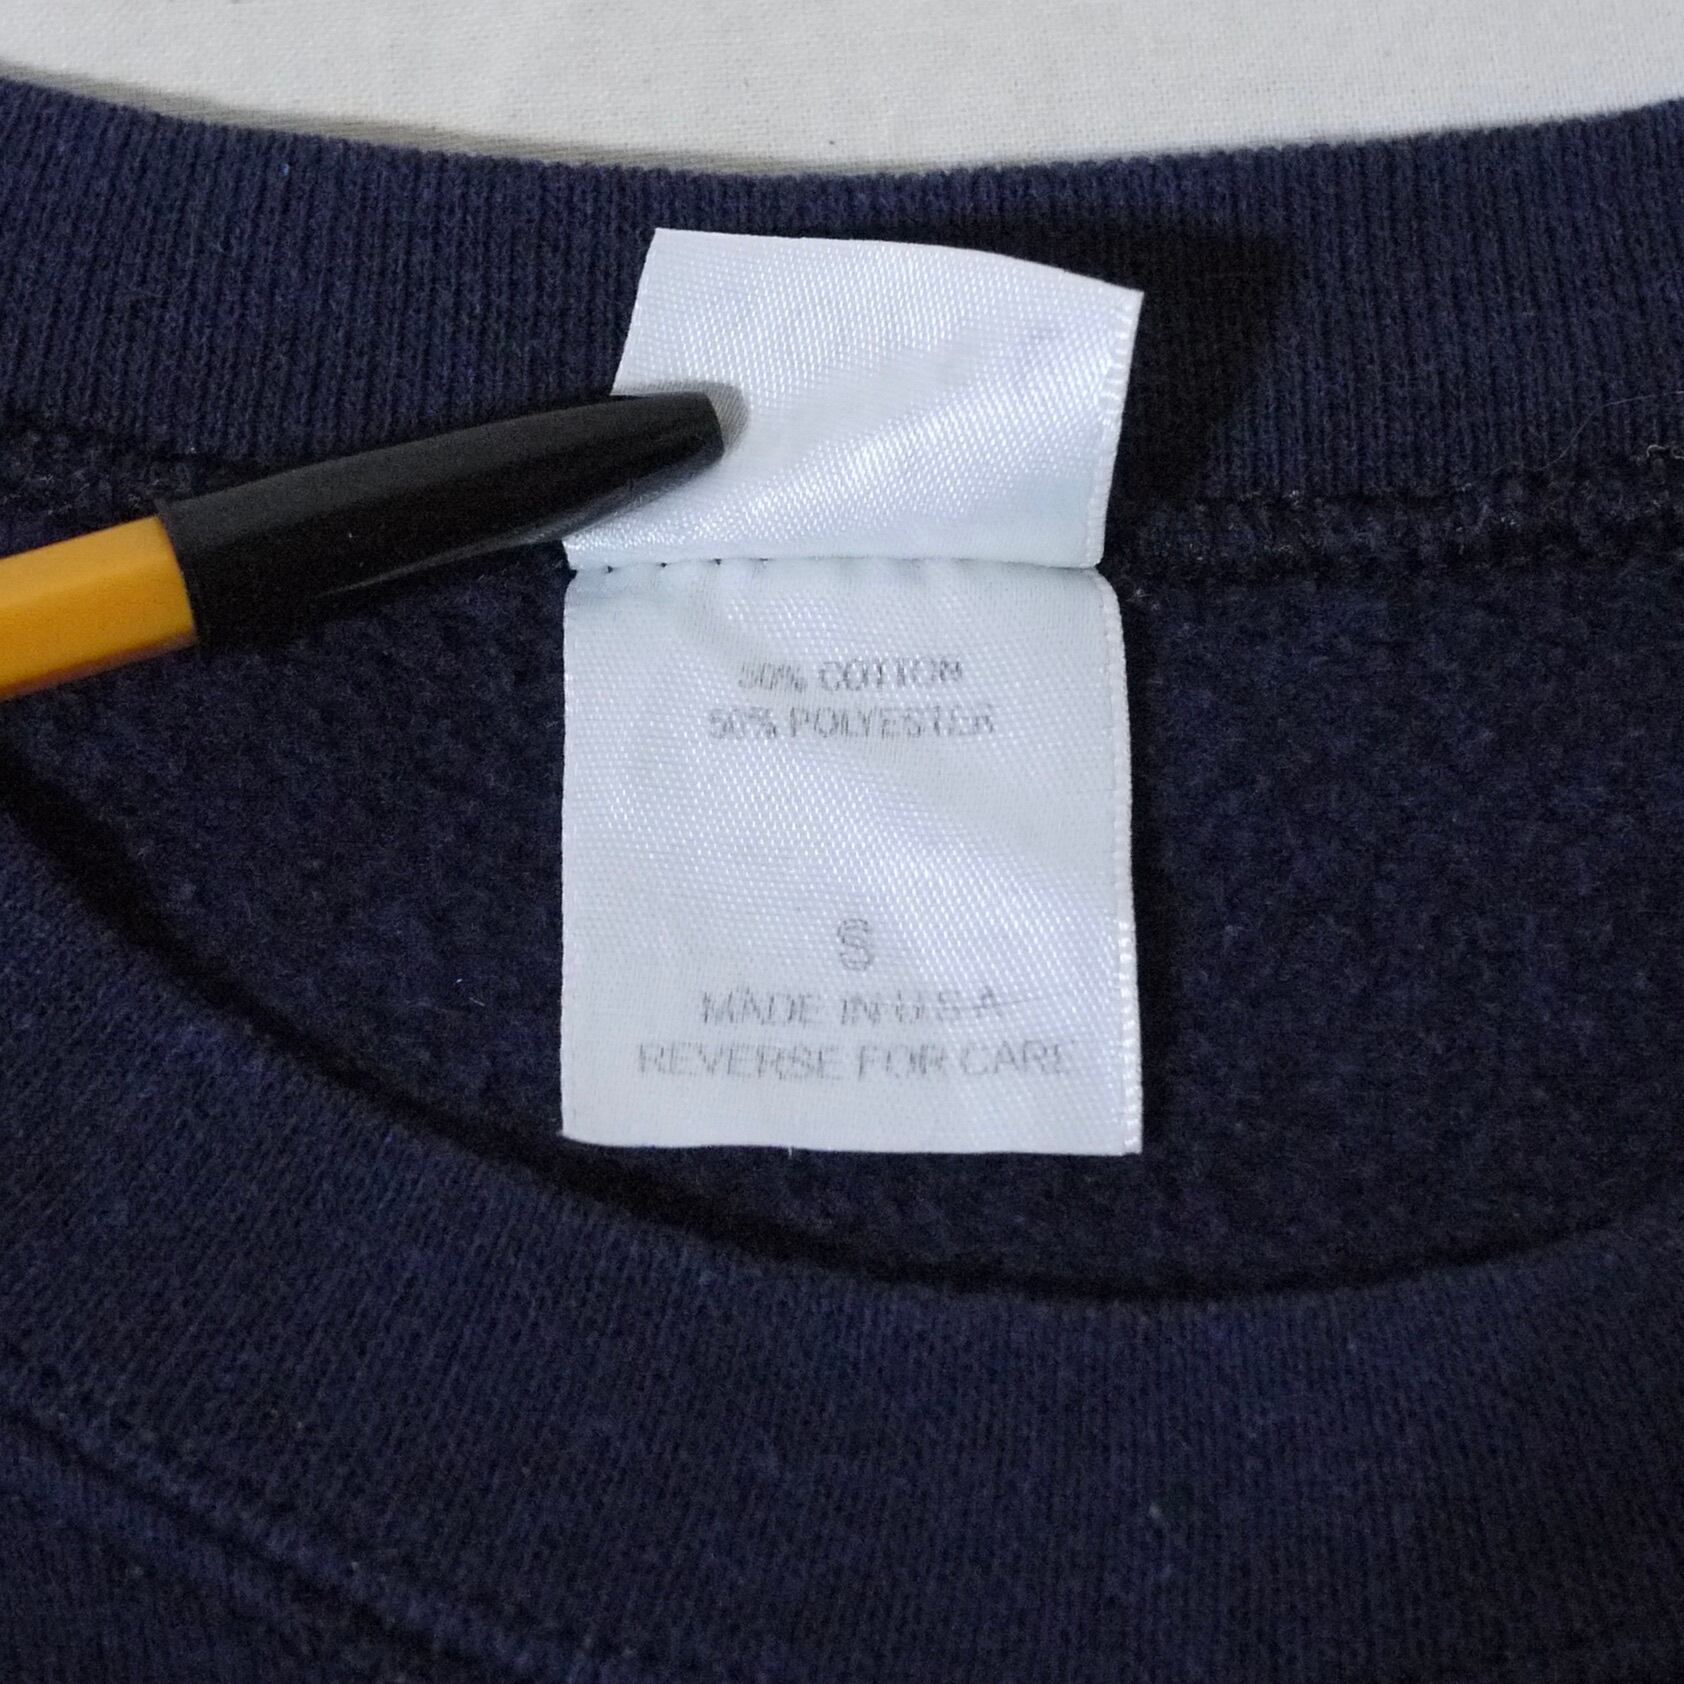 50% COTTON
50% POLYESTER
S
MADE IN U.S.A
REVERSE FOR CARE